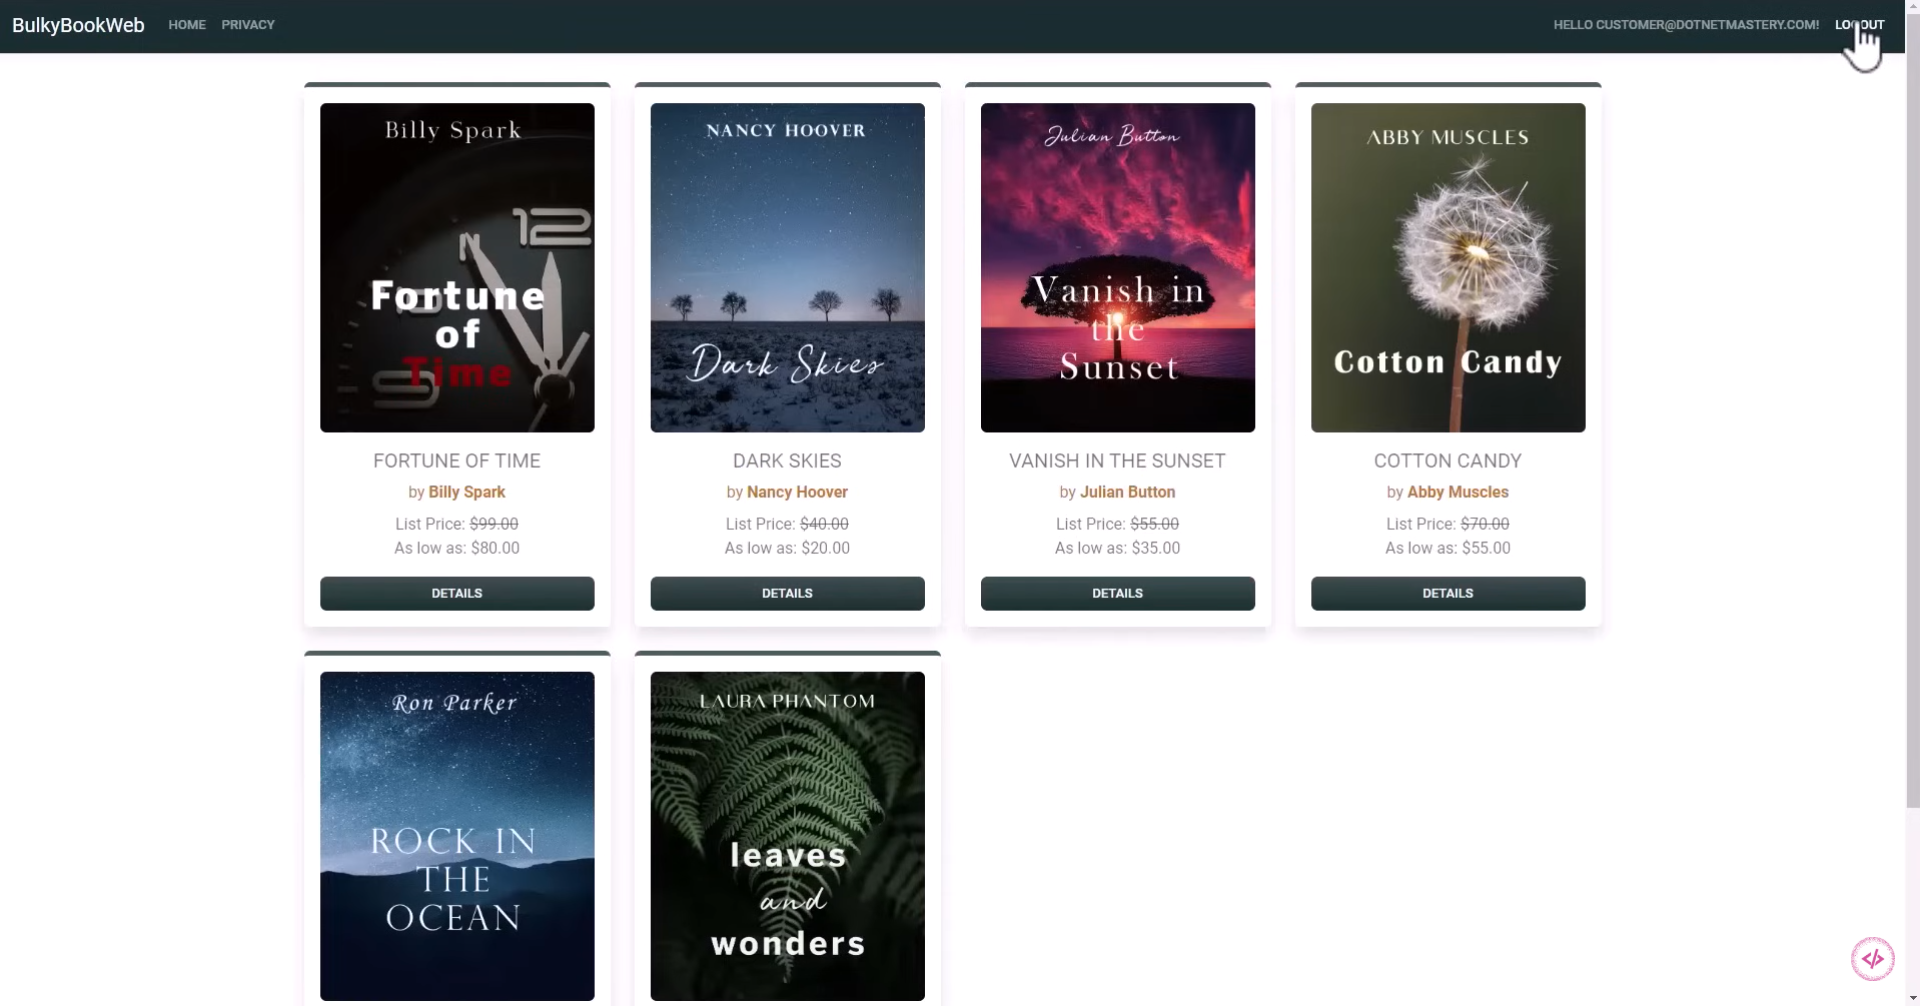 BulkyBookWeb HOME PRIVACY HELLO CUSTOMER@DOTNETMASTERY.COM! LOGOUT
Billy Spark
12
Fortune
of
Time
9
NANCY HOOVER
Dark Skies
Julian Button
Vanish in
the
Sunset
ABBY MUSCLES
Cotton Candy
FORTUNE OF TIME
by Billy Spark
List Price: $99.00
As low as: $80.00
DETAILS
DARK SKIES
by Nancy Hoover
List Price: $40.00
As low as: $20.00
DETAILS
VANISH IN THE SUNSET
by Julian Button
List Price: $55.00
As low as: $35.00
DETAILS
COTTON CANDY
by Abby Muscles
List Price: $70.00
As low as: $55.00
DETAILS
Ron Parker
ROCK IN
THE
OCEAN
LAURA PHANTOM
leaves
and
wonders